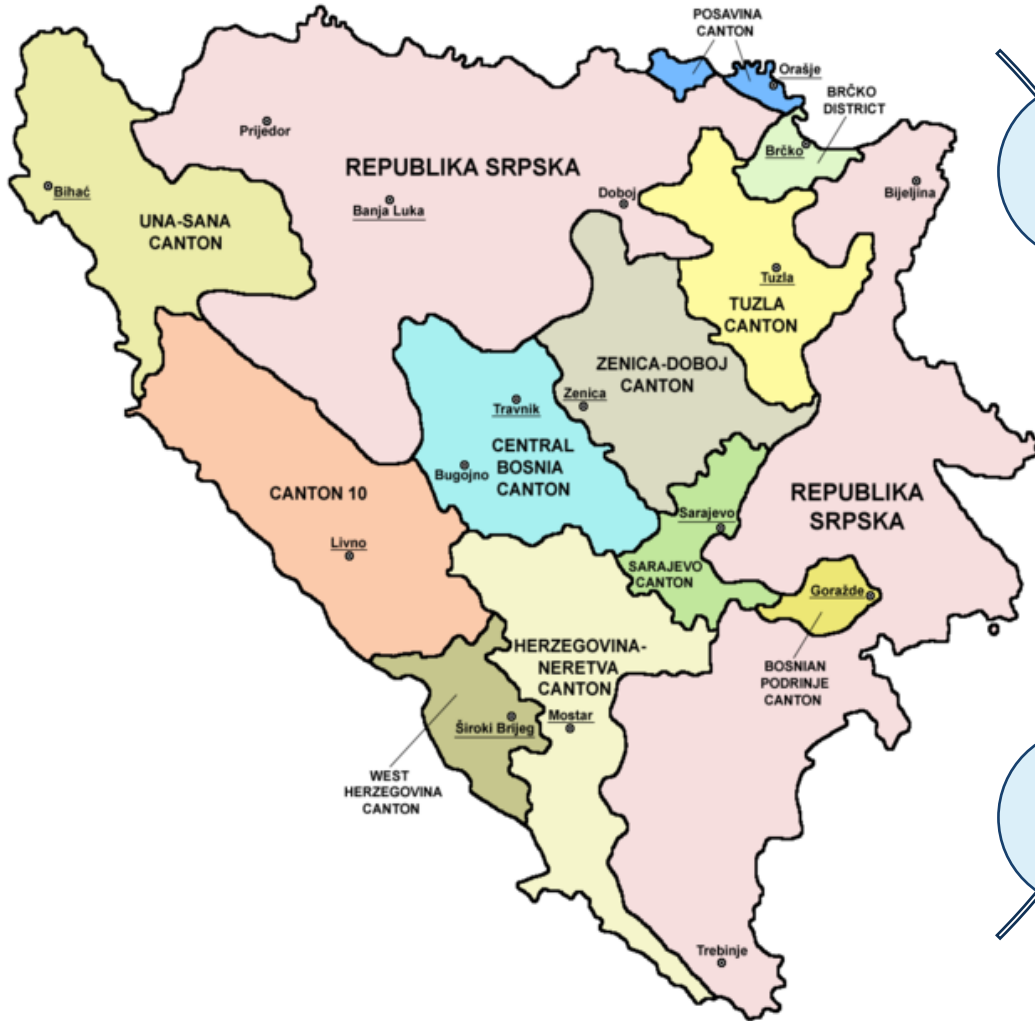 POSAVINA
CANTON
Orašje
BRČKO
DISTRICT
Prijedor
Brčko
REPUBLIKA SRPSKA
Bihać
Banja Luka
Doboj
Bijeljina
UNA-SANA
CANTON
Tuzla
TUZLA
CANTON
ZENICA-DOBOJ
CANTON
Zenica
Travnik
CENTRAL
BOSNIA
CANTON
Bugojno
CANTON 10
REPUBLIKA
SRPSKA
Sarajevo
Livno
SARAJEVO
CANTON
Goražde
HERZEGOVINA-
NERETVA
CANTON
BOSNIAN
PODRINJE
CANTON
Mostar
Široki Brijeg
WEST
HERZEGOVINA
CANTON
Trebinje